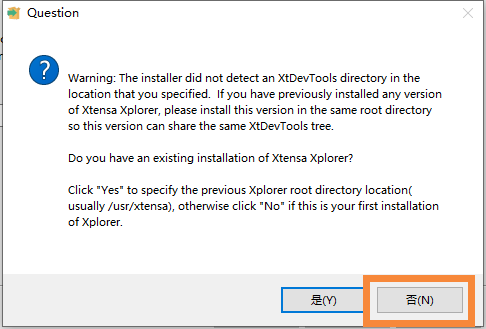 Question
Warning: The installer did not detect an XtDevTools directory in the
location that you specified.  If you have previously installed any version
of Xtensa Xplorer, please install this version in the same root directory
so this version can share the same XtDevTools tree.
Do you have an existing installation of Xtensa Xplorer?
Click "Yes" to specify the previous Xplorer root directory location(
usually /usr/xtensa), otherwise click "No" if this is your first installation
of Xplorer.
是(Y)
否(N)